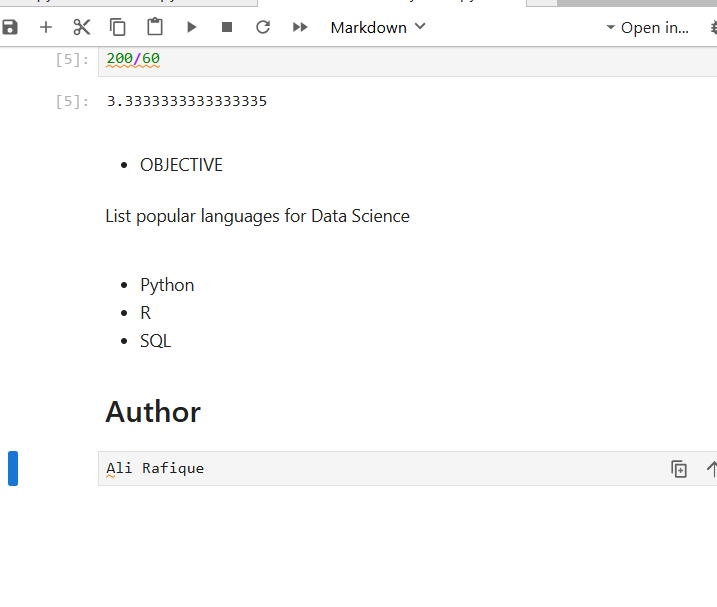 Markdown
Open in...
[5]:
200/60
[5]:
3.3333333333333335
• OBJECTIVE
List popular languages for Data Science
• Python
• R
• SQL
Author
Ali Rafique